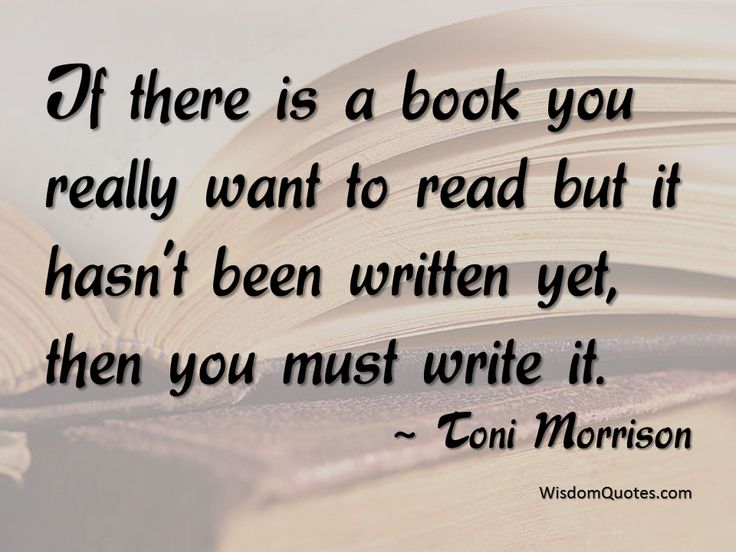 If there is a book you
really want to read but it
hasn't been written yet,
then you must write it.
~ Toni Morrison
WisdomQuotes.com